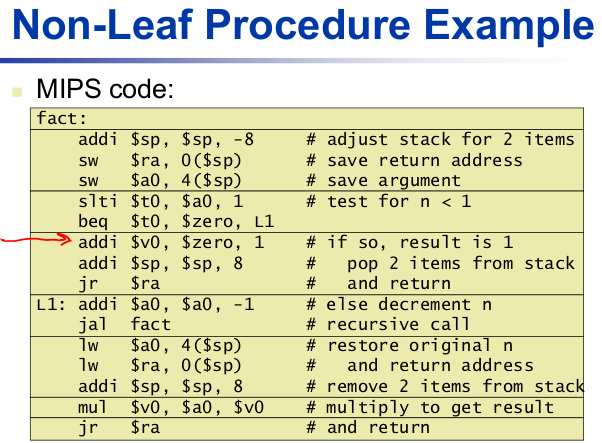 Non-Leaf Procedure Example
MIPS code:
fact:
addi $sp, $sp, -8 # adjust stack for 2 items
sw $ra, 0($sp) # save return address
sw $a0, 4($sp) # save argument
slti $t0, $a0, 1 # test for n < 1
beq $t0, $zero, L1
addi $v0, $zero, 1 # if so, result is 1
addi $sp, $sp, 8 # pop 2 items from stack
jr $ra # and return
L1: addi $a0, $a0, -1 # else decrement n
jal fact # recursive call
lw $a0, 4($sp) # restore original n
lw $ra, 0($sp) # and return address
addi $sp, $sp, 8 # remove 2 items from stack
mul $v0, $a0, $v0 # multiply to get result
jr $ra # and return